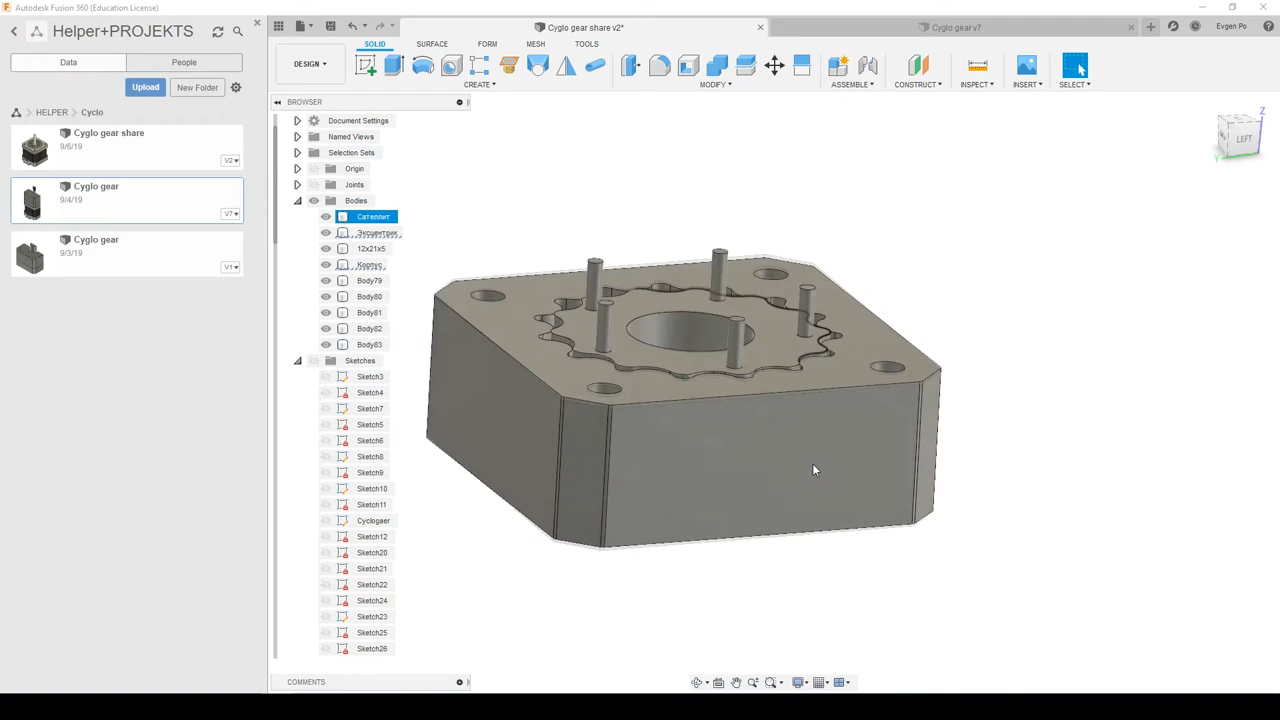 Autodesk Fusion 360 (Education License)
Helper+PROJEKTS
Data People
Upload New Folder
HELPER Cyclo
Cyglo gear share
9/6/19
V2
Cyglo gear
9/4/19
V7
Cyglo gear
9/3/19
V1
Cyglo gear share v2*
Cyglo gear v7
Evgen Po
DESIGN
SOLID SURFACE FORM MESH TOOLS
CREATE MODIFY ASSEMBLE CONSTRUCT INSPECT INSERT SELECT
BROWSER
Document Settings
Named Views
Selection Sets
Origin
Joints
Bodies
Сателлит
Эксцентрик
12x21x5
Корпус
Body79
Body80
Body81
Body82
Body83
Sketches
Sketch3
Sketch4
Sketch7
Sketch5
Sketch6
Sketch8
Sketch9
Sketch10
Sketch11
Cyclogaer
Sketch12
Sketch20
Sketch21
Sketch22
Sketch24
Sketch23
Sketch25
Sketch26
COMMENTS
LEFT
Z
Y